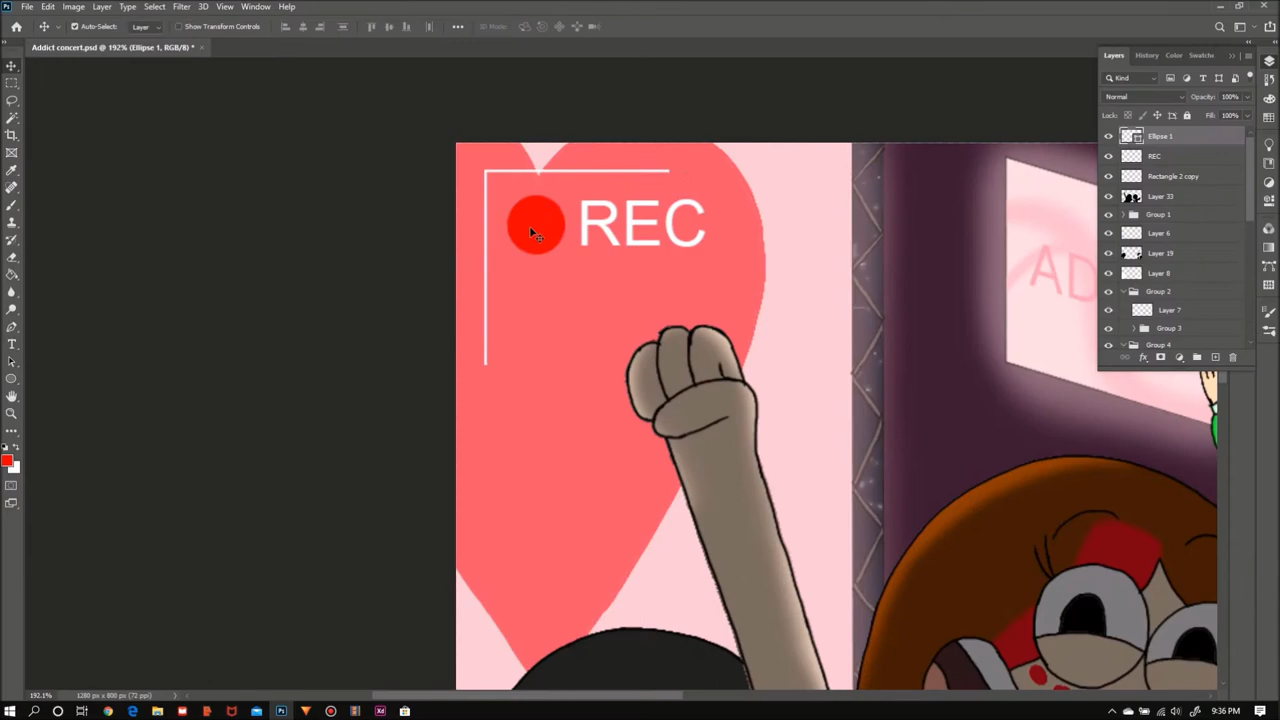 File Edit Image Layer Type Select Filter 3D View Window Help
Auto-Select: Layer Show Transform Controls 3D Mode:
Addict concert.psd @ 192% (Ellipse 1, RGB/8) *
Layers History Color Swatche
Kind
Normal Opacity: 100%
Lock: Fill: 100%
Ellipse 1
REC
Rectangle 2 copy
Layer 33
Group 1
Layer 6
Layer 19
Layer 8
Group 2
Layer 7
Group 3
Group 4
REC
AD
192.1% 1280 px x 800 px (72 ppi)
9:36 PM